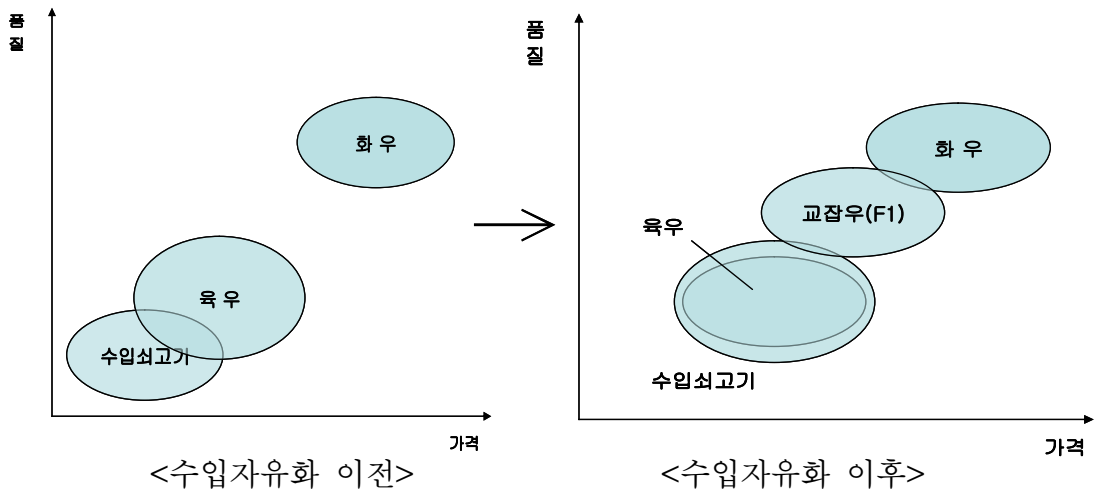 품
질
화 우
육 우
수입쇠고기
가격
<수입자유화 이전>
품
질
화 우
교잡우(F1)
육우
수입쇠고기
가격
<수입자유화 이후>